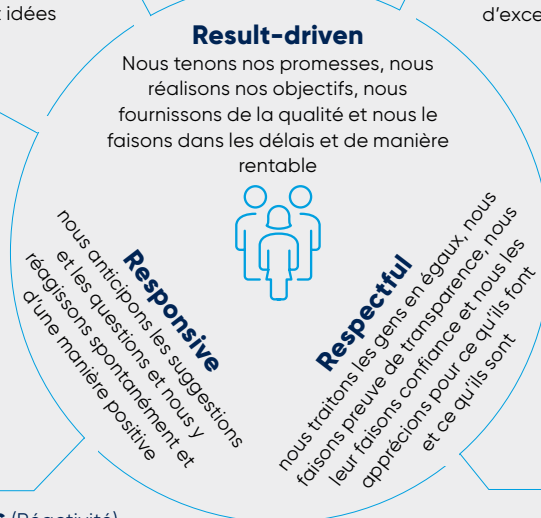 idées
d'exce
Result-driven
Nous tenons nos promesses, nous
réalisons nos objectifs, nous
fournissons de la qualité et nous le
faisons dans les délais et de manière
rentable
Responsive
nous anticipons les suggestions
et les questions et nous y
réagissons spontanément et
d'une manière positive
Respectful
nous traitons les gens en égaux, nous
faisons preuve de transparence, nous
leur faisons confiance et nous les
apprécions pour ce qu'ils font
et ce qu'ils sont